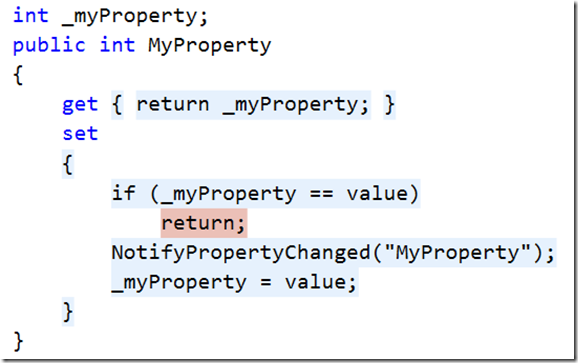 int _myProperty;
public int MyProperty
{
    get { return _myProperty; }
    set
    {
        if (_myProperty == value)
            return;
        NotifyPropertyChanged("MyProperty");
        _myProperty = value;
    }
}